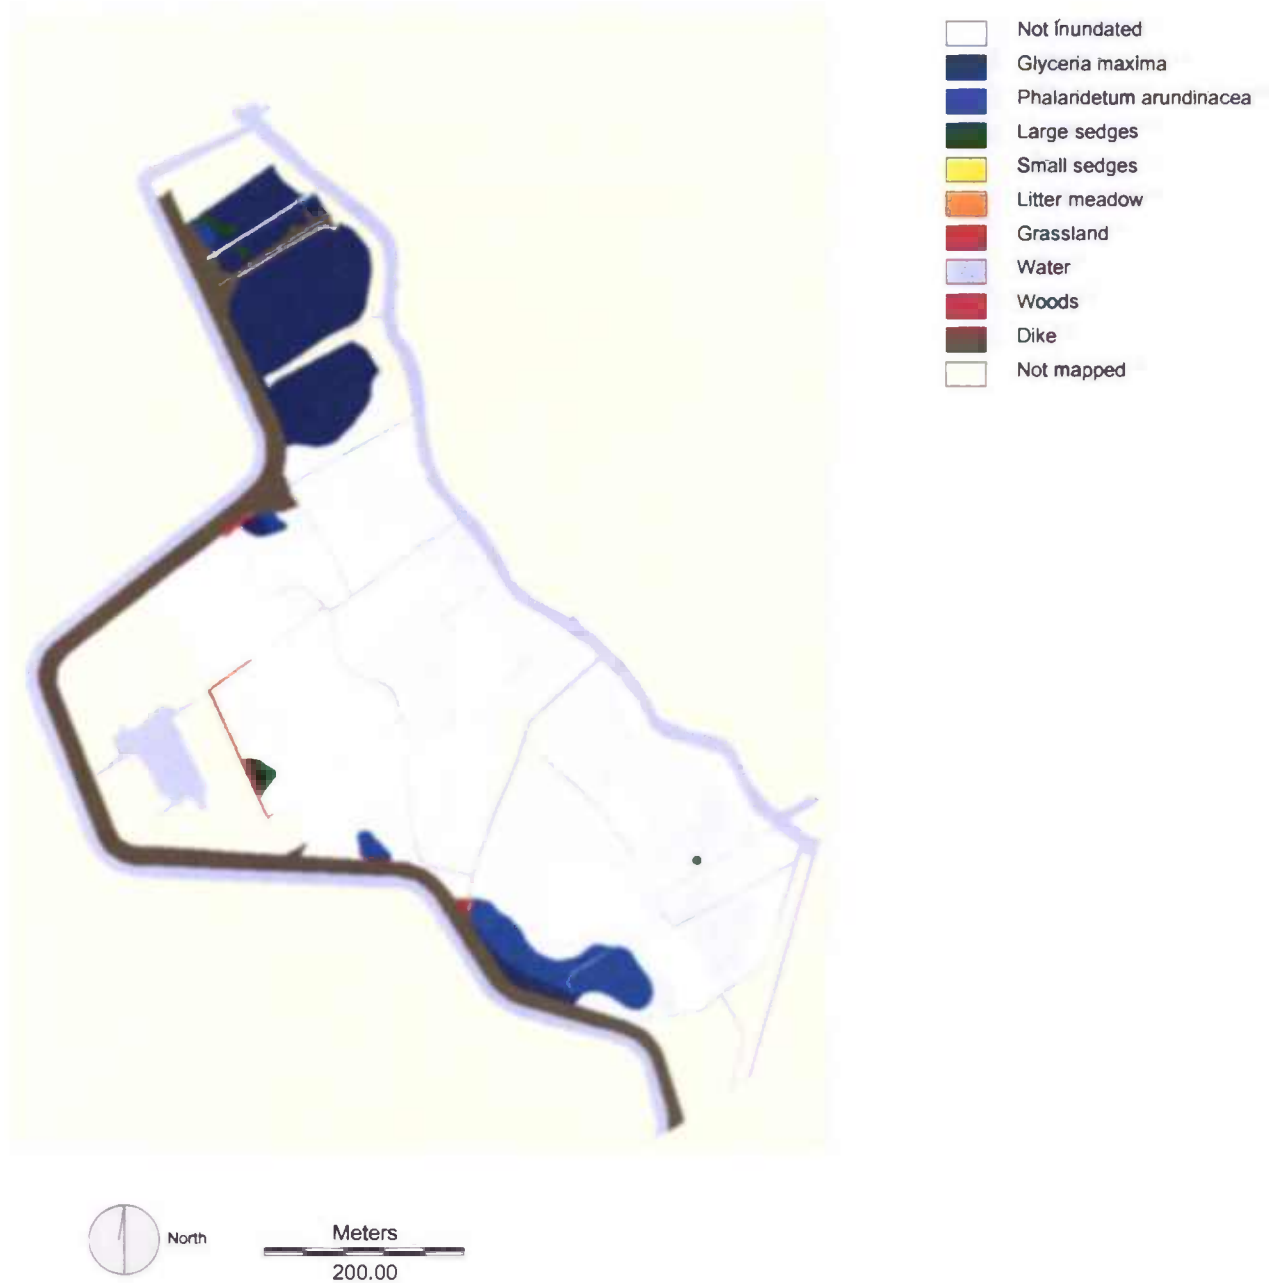 Not inundated
Glyceria maxima
Phalaridetum arundinacea
Large sedges
Small sedges
Litter meadow
Grassland
Water
Woods
Dike
Not mapped
North
Meters
200.00